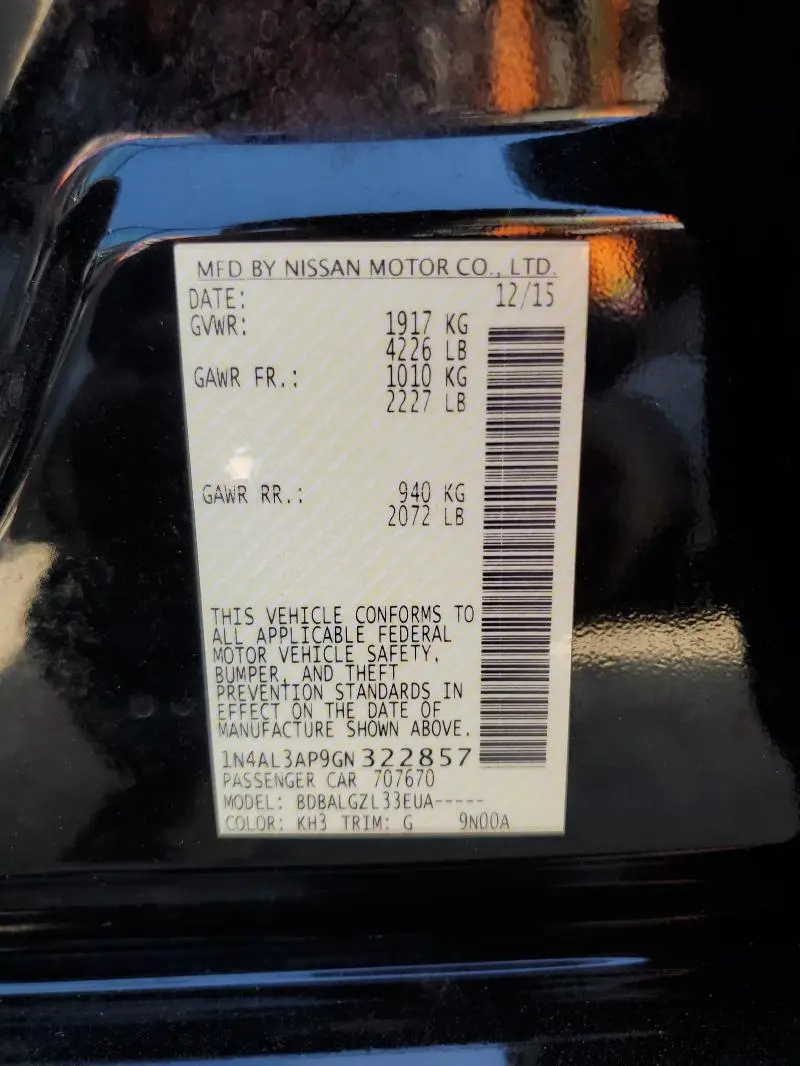 MFD BY NISSAN MOTOR CO., LTD.
DATE: 12/15
GVWR: 1917 KG
4226 LB
GAWR FR.: 1010 KG
2227 LB
GAWR RR.: 940 KG
2072 LB
THIS VEHICLE CONFORMS TO
ALL APPLICABLE FEDERAL
MOTOR VEHICLE SAFETY,
BUMPER, AND THEFT
PREVENTION STANDARDS IN
EFFECT ON THE DATE OF
MANUFACTURE SHOWN ABOVE.
1N4AL3AP9GN322857
PASSENGER CAR 707670
MODEL: BDBALGZL33EUA-----
COLOR: KH3 TRIM: G 9N00A